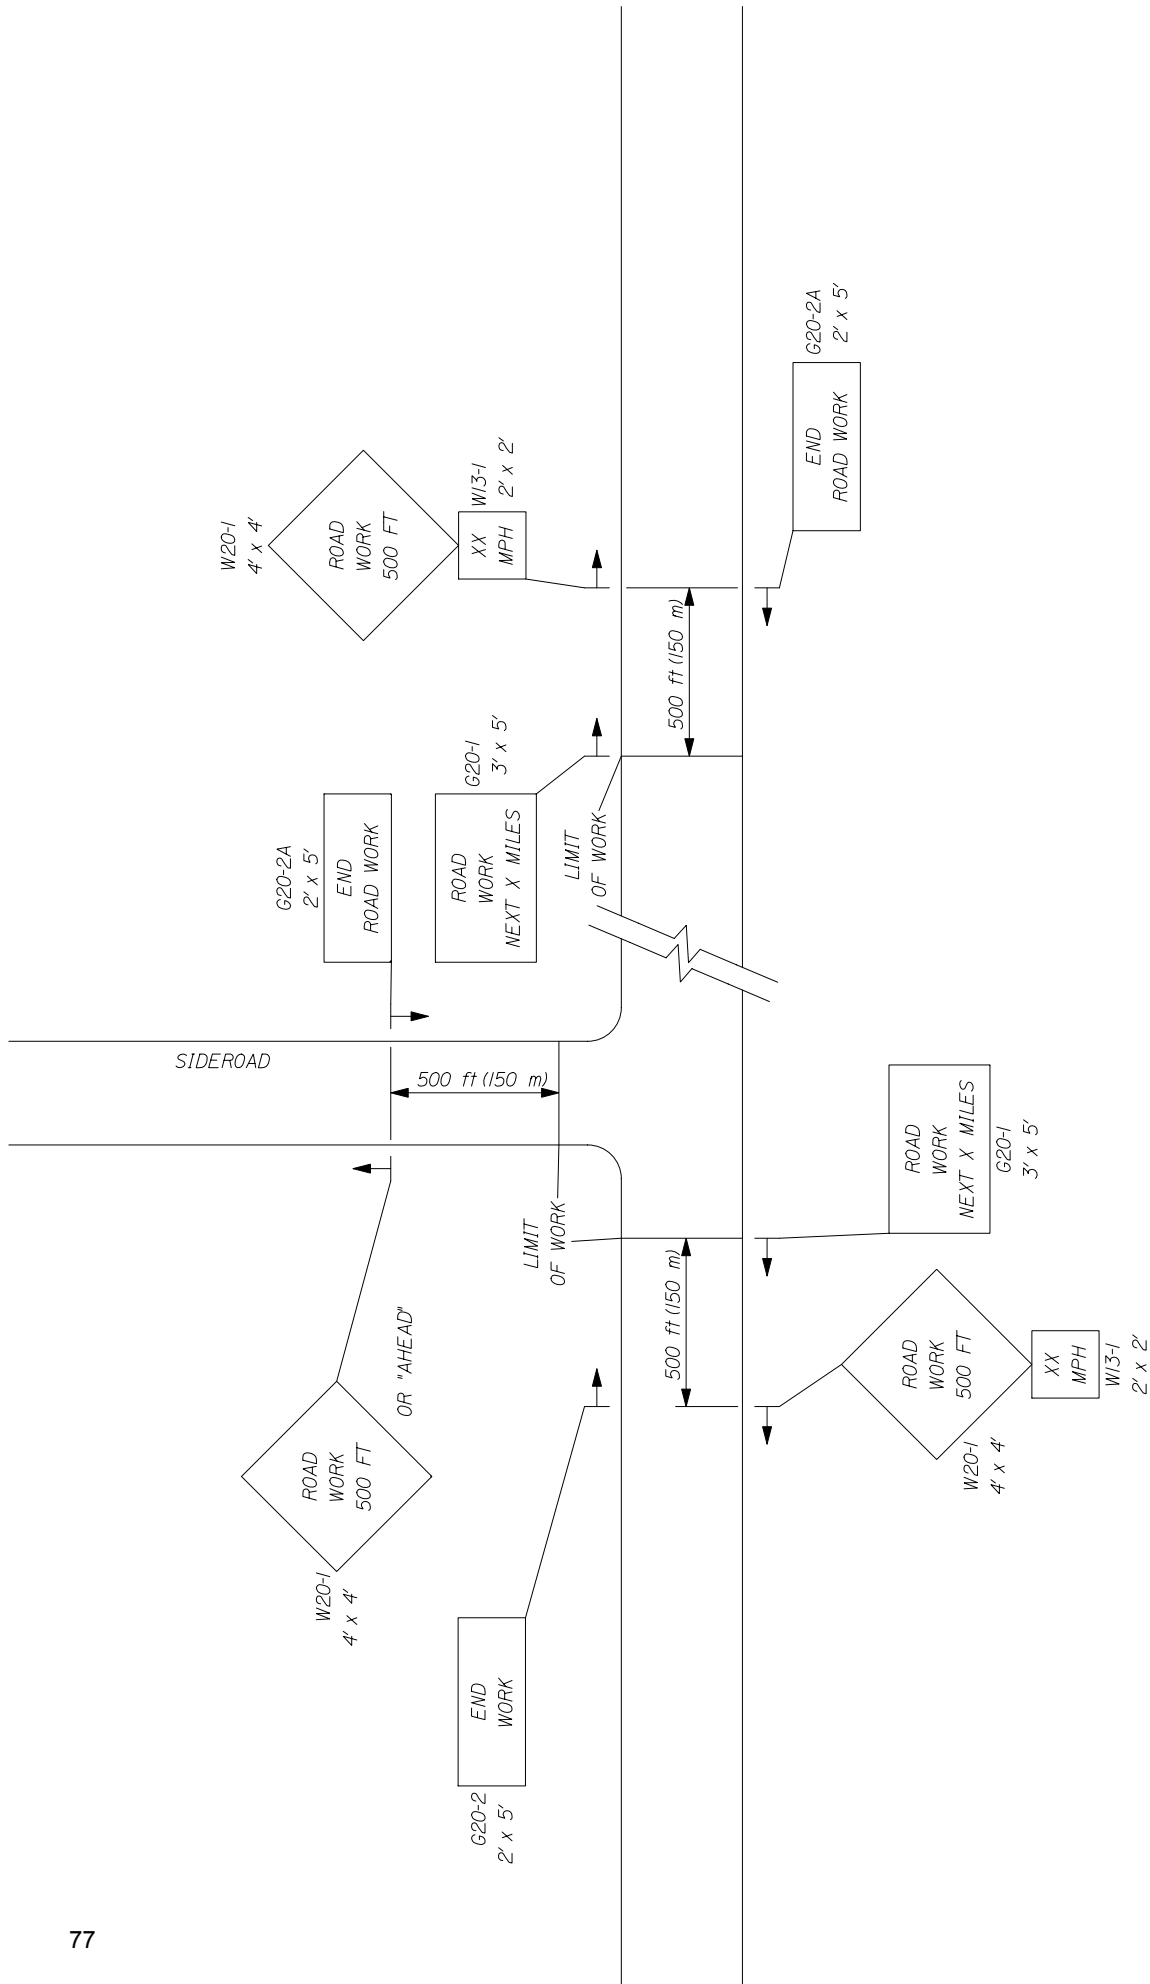 W20-1
4' x 4'
ROAD
WORK
500 FT
XX
MPH
W13-1
2' x 2'
G20-2A
2' x 5'
END
ROAD WORK
500 ft (150 m)
G20-1
3' x 5'
ROAD
WORK
NEXT X MILES
LIMIT
OF WORK
G20-2A
2' x 5'
END
ROAD WORK
SIDEROAD
500 ft (150 m)
ROAD
WORK
NEXT X MILES
G20-1
3' x 5'
LIMIT
OF WORK
500 ft (150 m)
OR "AHEAD"
ROAD
WORK
500 FT
W20-1
4' x 4'
ROAD
WORK
500 FT
W20-1
4' x 4'
XX
MPH
W13-1
2' x 2'
END
WORK
G20-2
2' x 5'
77